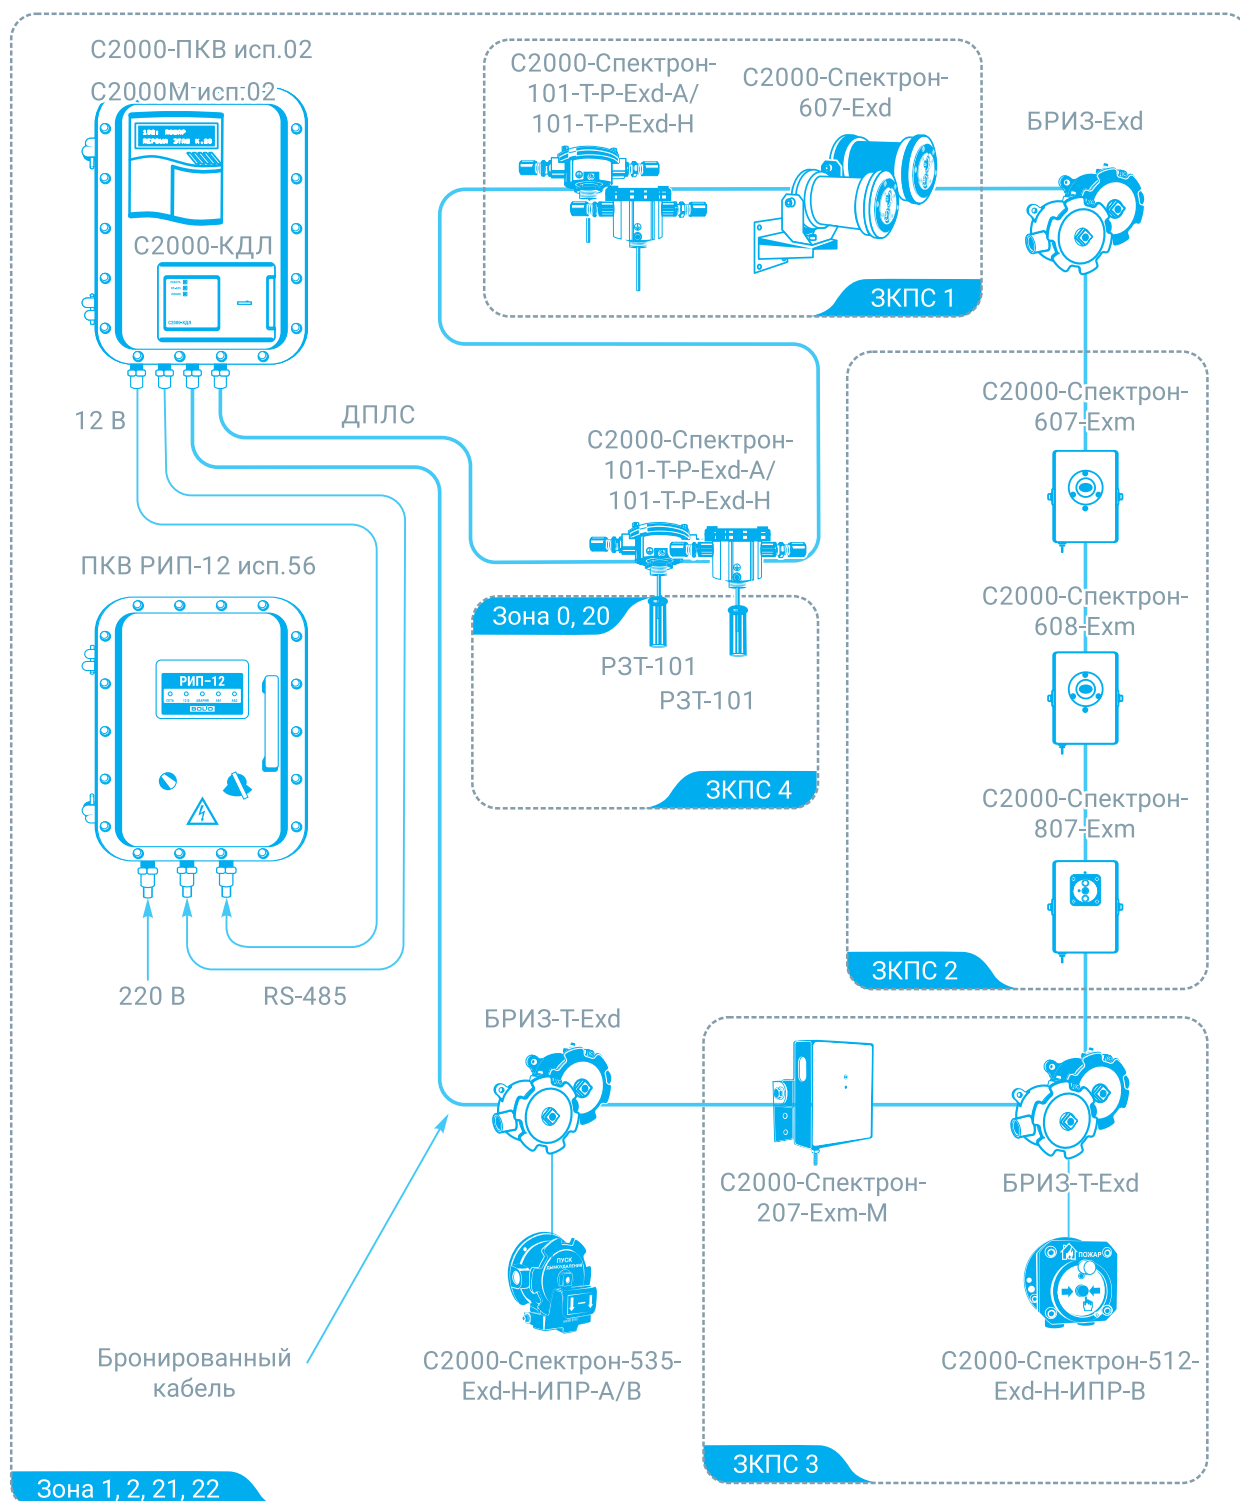 С2000-ПКВ исп.02
С2000М исп.02
С2000-КДЛ
С2000-КДЛ
12 В
ДПЛС
ПКВ РИП-12 исп.56
РИП-12
220 В
RS-485
С2000-Спектрон-
101-Т-Р-Exd-А/
101-Т-Р-Exd-Н
С2000-Спектрон-
607-Exd
ЗКПС 1
БРИЗ-Exd
С2000-Спектрон-
101-Т-Р-Exd-А/
101-Т-Р-Exd-Н
Зона 0, 20
РЗТ-101
РЗТ-101
ЗКПС 4
С2000-Спектрон-
607-Exm
С2000-Спектрон-
608-Exm
С2000-Спектрон-
807-Exm
ЗКПС 2
БРИЗ-Т-Exd
С2000-Спектрон-
207-Exm-М
БРИЗ-Т-Exd
ПУСК
ДЫМОУДАЛЕНИЯ
ПОЖАР
Бронированный
кабель
С2000-Спектрон-535-
Exd-Н-ИПР-А/В
С2000-Спектрон-512-
Exd-Н-ИПР-В
ЗКПС 3
Зона 1, 2, 21, 22